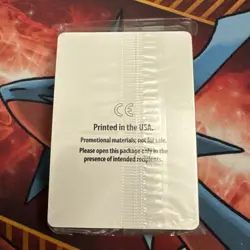 CE
Printed in the USA.
Promotional materials; not for sale.
Please open this package only in the
presence of intended recipients.